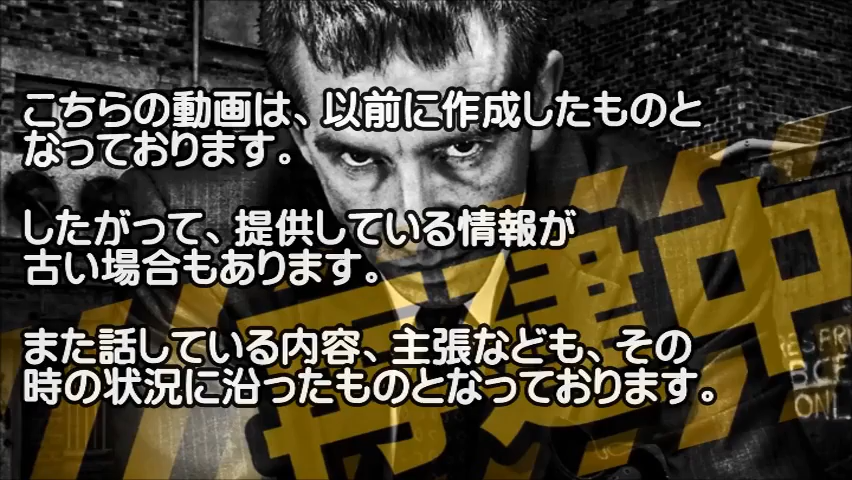 こちらの動画は、以前に作成したものと
なっております。
したがって、提供している情報が
古い場合もあります。
また話している内容、主張なども、その
時の状況に沿ったものとなっております。
再建中
ONLY